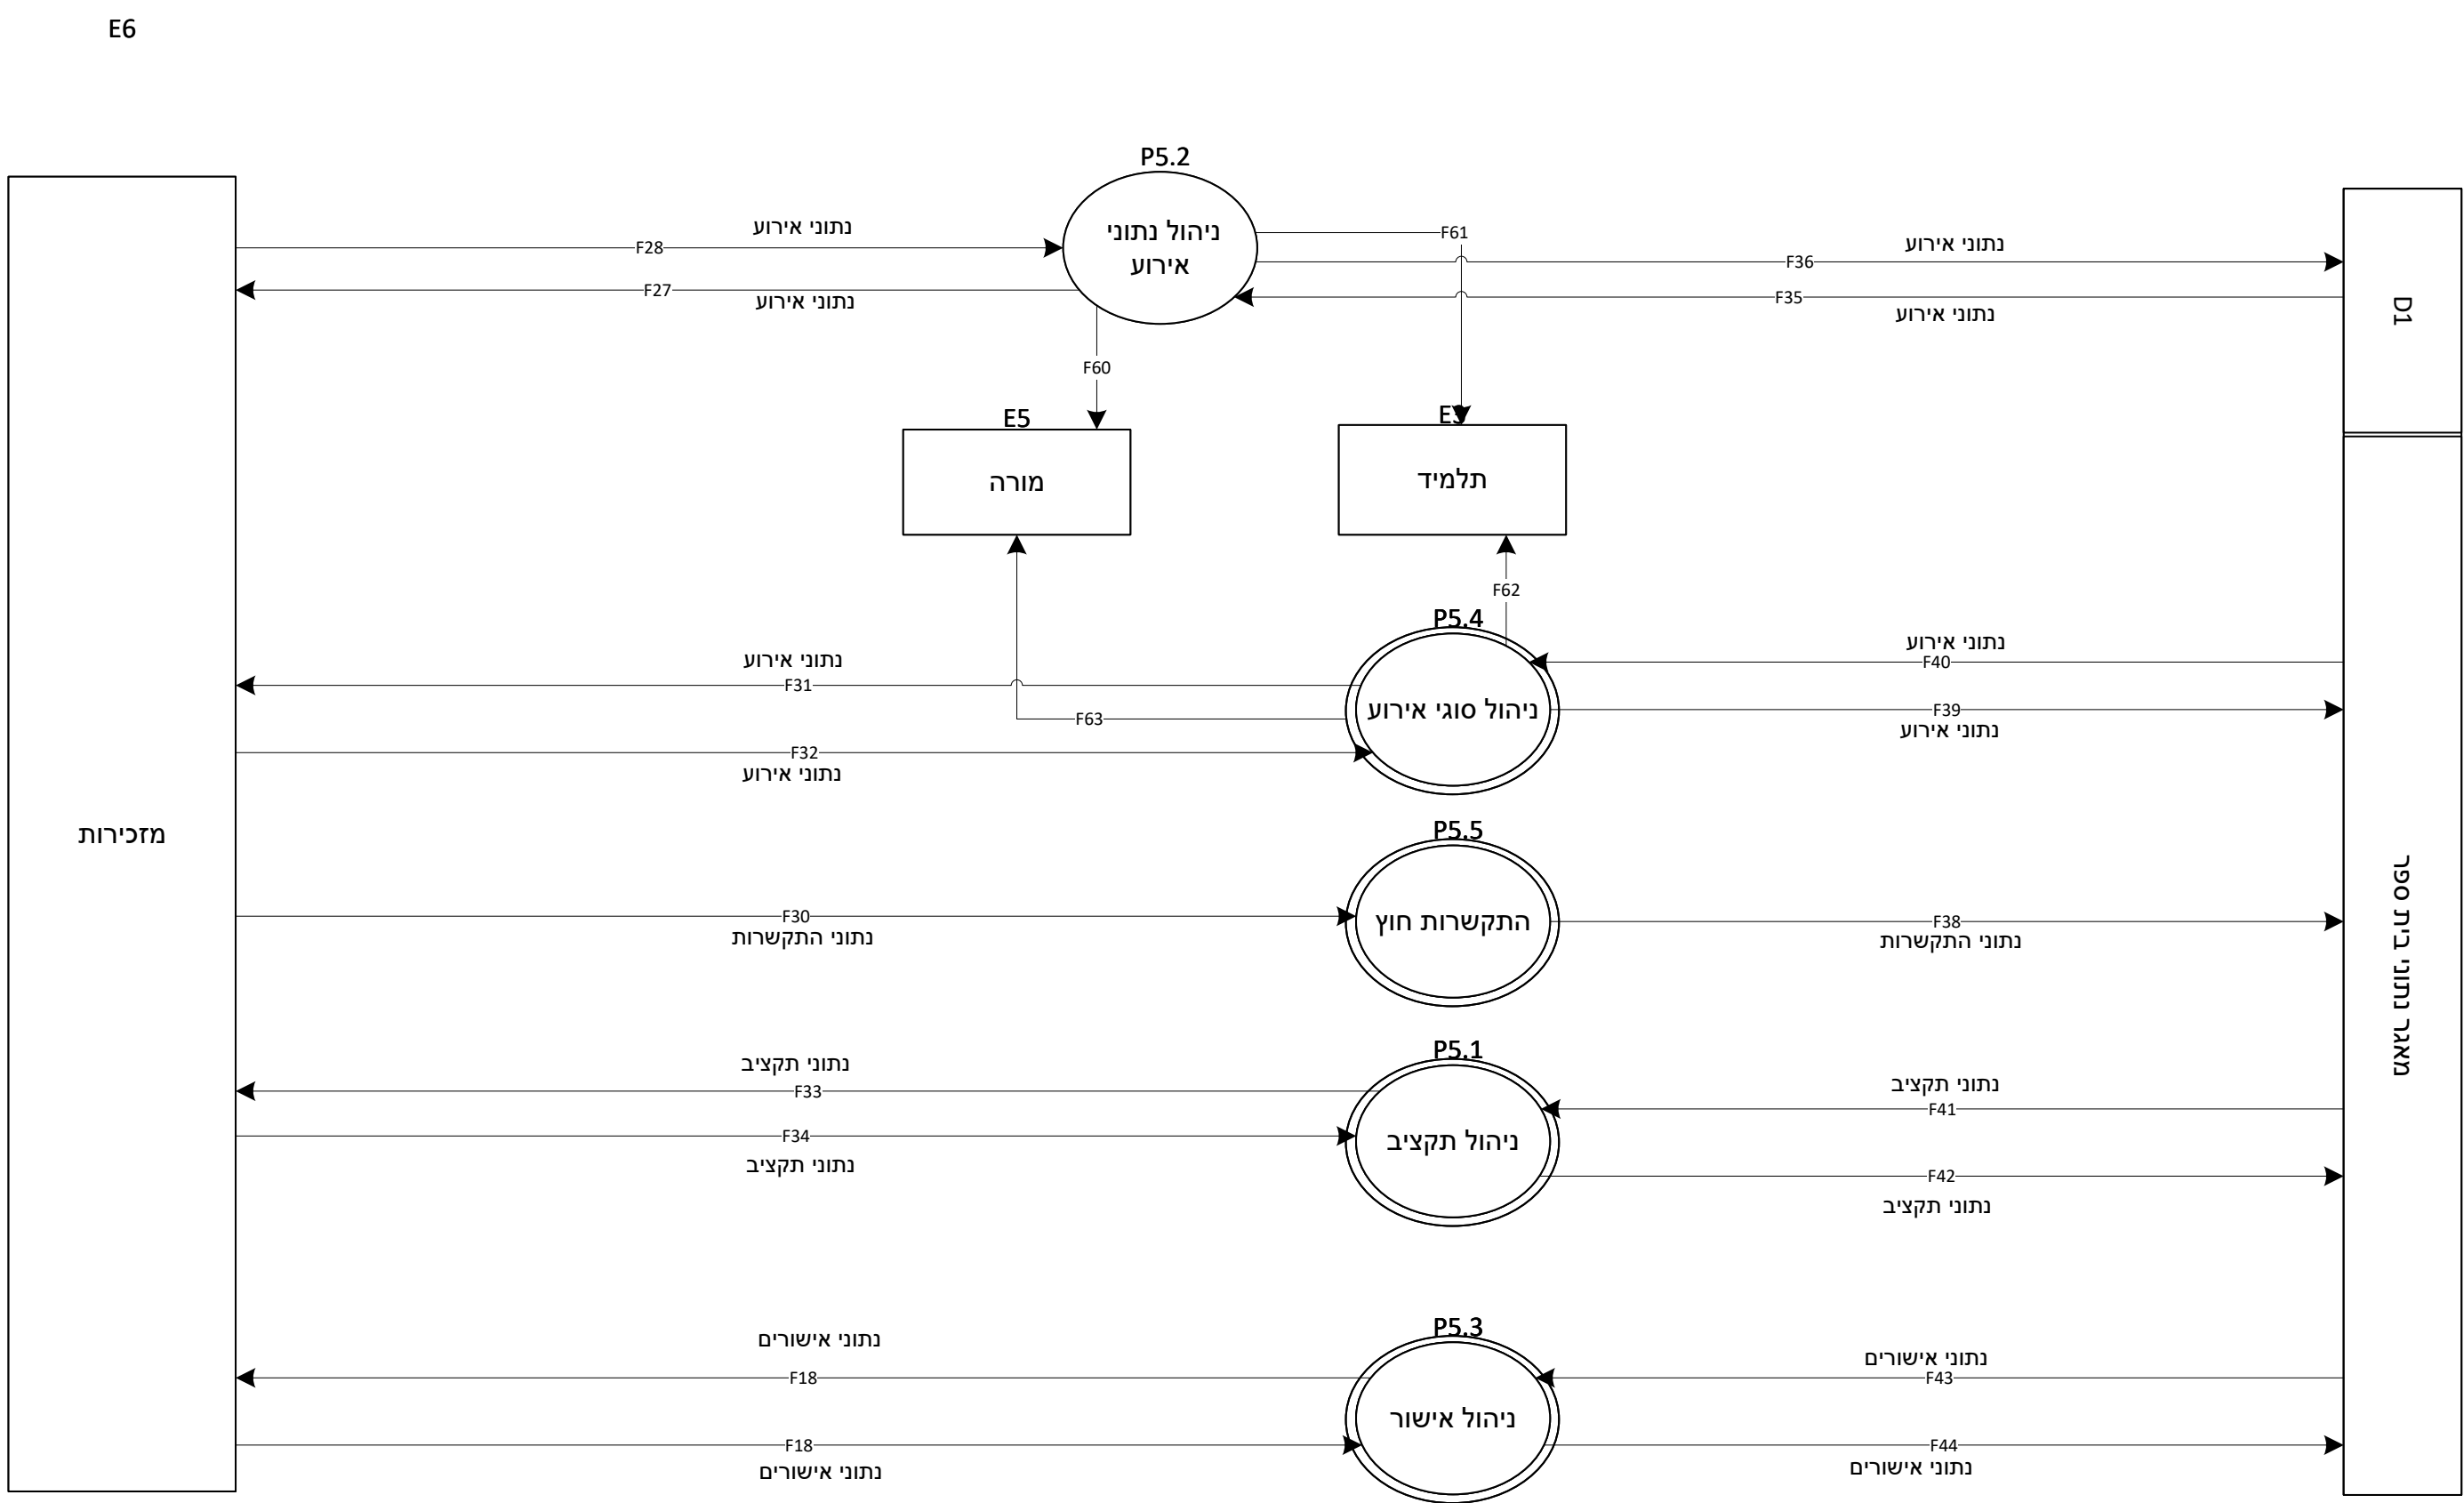 E6
P5.2
ניהול נתוני
אירוע
נתוני אירוע
F28
F27
נתוני אירוע
F61
נתוני אירוע
F36
F35
נתוני אירוע
D1
F60
E5
מורה
E3
תלמיד
F62
P5.4
ניהול סוגי אירוע
נתוני אירוע
F31
F63
F32
נתוני אירוע
נתוני אירוע
F40
F39
נתוני אירוע
מזכירות
P5.5
התקשרות חוץ
F30
נתוני התקשרות
F38
נתוני התקשרות
מאגר נתוני בית ספר
P5.1
ניהול תקציב
נתוני תקציב
F33
F34
נתוני תקציב
נתוני תקציב
F41
F42
נתוני תקציב
P5.3
ניהול אישור
נתוני אישורים
F18
F18
נתוני אישורים
נתוני אישורים
F43
F44
נתוני אישורים